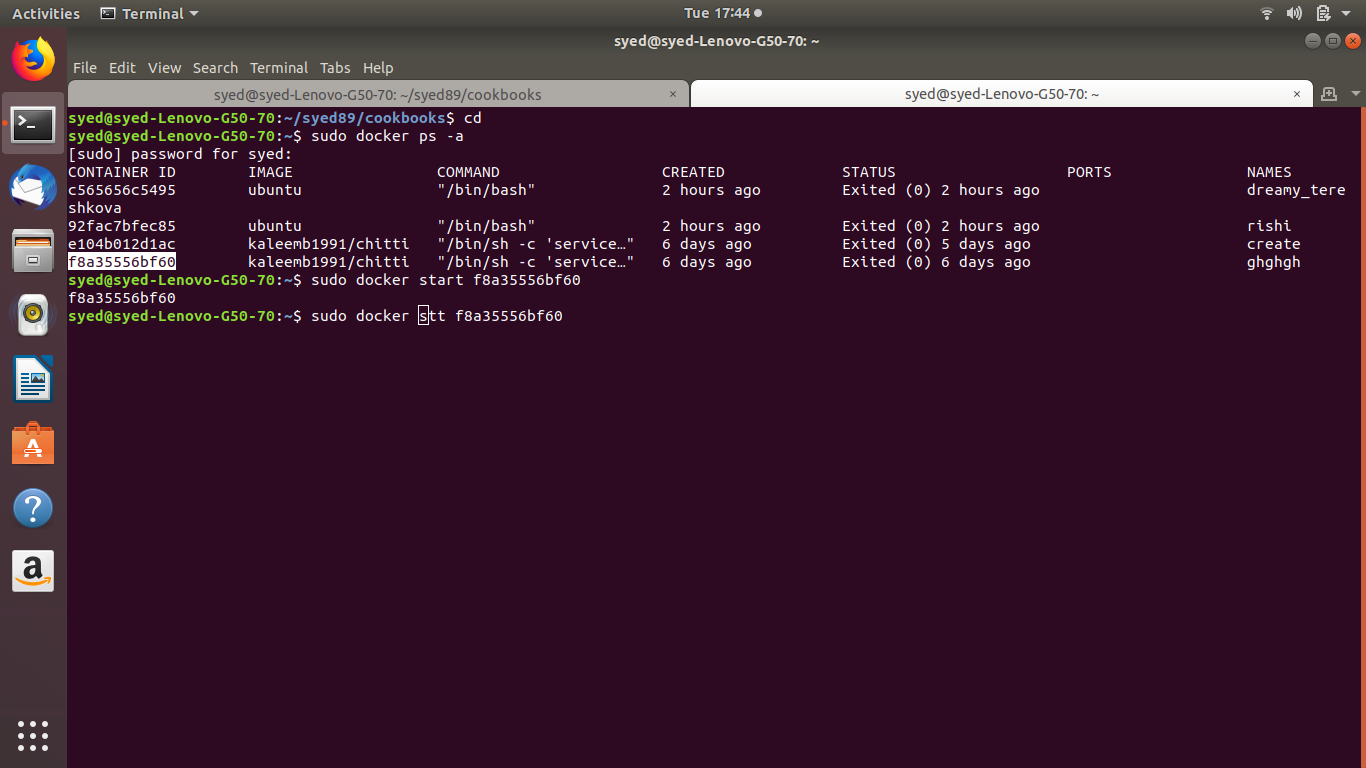 Activities Terminal Tue 17:44
syed@syed-Lenovo-G50-70: ~
File Edit View Search Terminal Tabs Help
syed@syed-Lenovo-G50-70: ~/syed89/cookbooks × syed@syed-Lenovo-G50-70: ~ ×
syed@syed-Lenovo-G50-70:~/syed89/cookbooks$ cd
syed@syed-Lenovo-G50-70:~$ sudo docker ps -a
[sudo] password for syed:
CONTAINER ID IMAGE COMMAND CREATED STATUS PORTS NAMES
c565656c5495 ubuntu "/bin/bash" 2 hours ago Exited (0) 2 hours ago dreamy_tere
shkova
92fac7bfec85 ubuntu "/bin/bash" 2 hours ago Exited (0) 2 hours ago rishi
e104b012d1ac kaleemb1991/chitti "/bin/sh -c 'service…" 6 days ago Exited (0) 5 days ago create
f8a35556bf60 kaleemb1991/chitti "/bin/sh -c 'service…" 6 days ago Exited (0) 6 days ago ghghgh
syed@syed-Lenovo-G50-70:~$ sudo docker start f8a35556bf60
f8a35556bf60
syed@syed-Lenovo-G50-70:~$ sudo docker stt f8a35556bf60